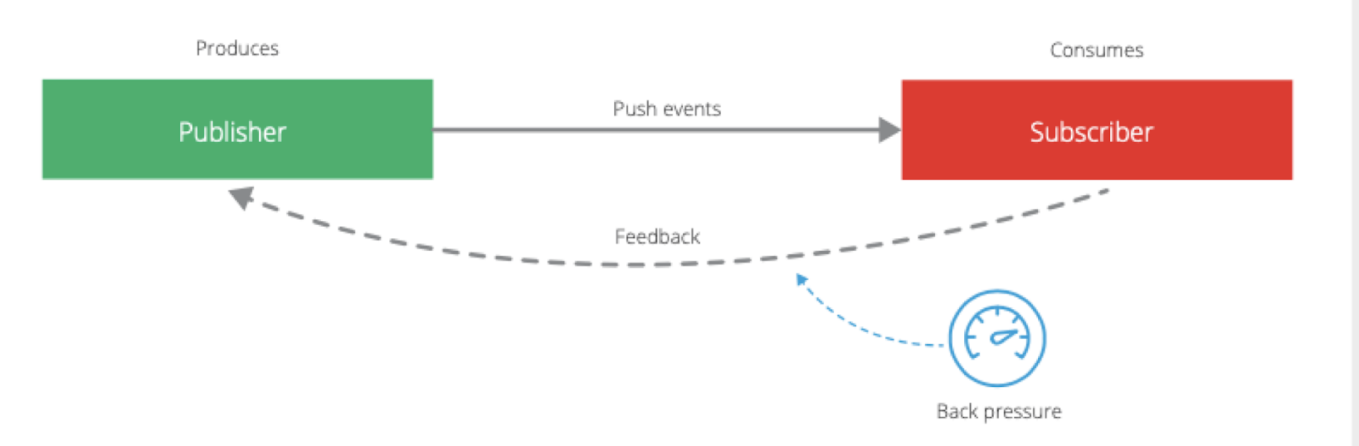 Produces
Consumes
Publisher
Push events
Subscriber
Feedback
Back pressure